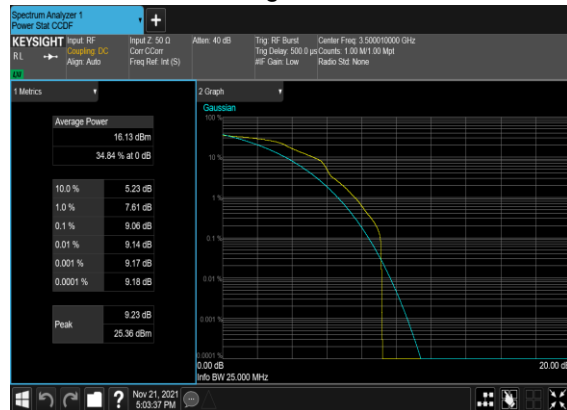 Spectrum Analyzer 1
Power Stat CCDF
+
KEYSIGHT Input: RF Input Z: 50 Ω Atten: 40 dB Trig: RF Burst Center Freq: 3.500010000 GHz
RL Coupling: DC Corr CCorr Trig Delay: 500.0 µs Counts: 1.00 M/1.00 Mpt
Align: Auto Freq Ref: Int (S) #IF Gain: Low Radio Std: None
1 Metrics
2 Graph
Average Power
16.13 dBm
34.84 % at 0 dB
10.0 % 5.23 dB
1.0 % 7.61 dB
0.1 % 9.06 dB
0.01 % 9.14 dB
0.001 % 9.17 dB
0.0001 % 9.18 dB
Peak 9.23 dB
25.36 dBm
Gaussian
100 %
10 %
1 %
0.1 %
0.01 %
0.001 %
0.0001 %
0.00 dB 20.00 dB
Info BW 25.000 MHz
? Nov 21, 2021
5:03:37 PM